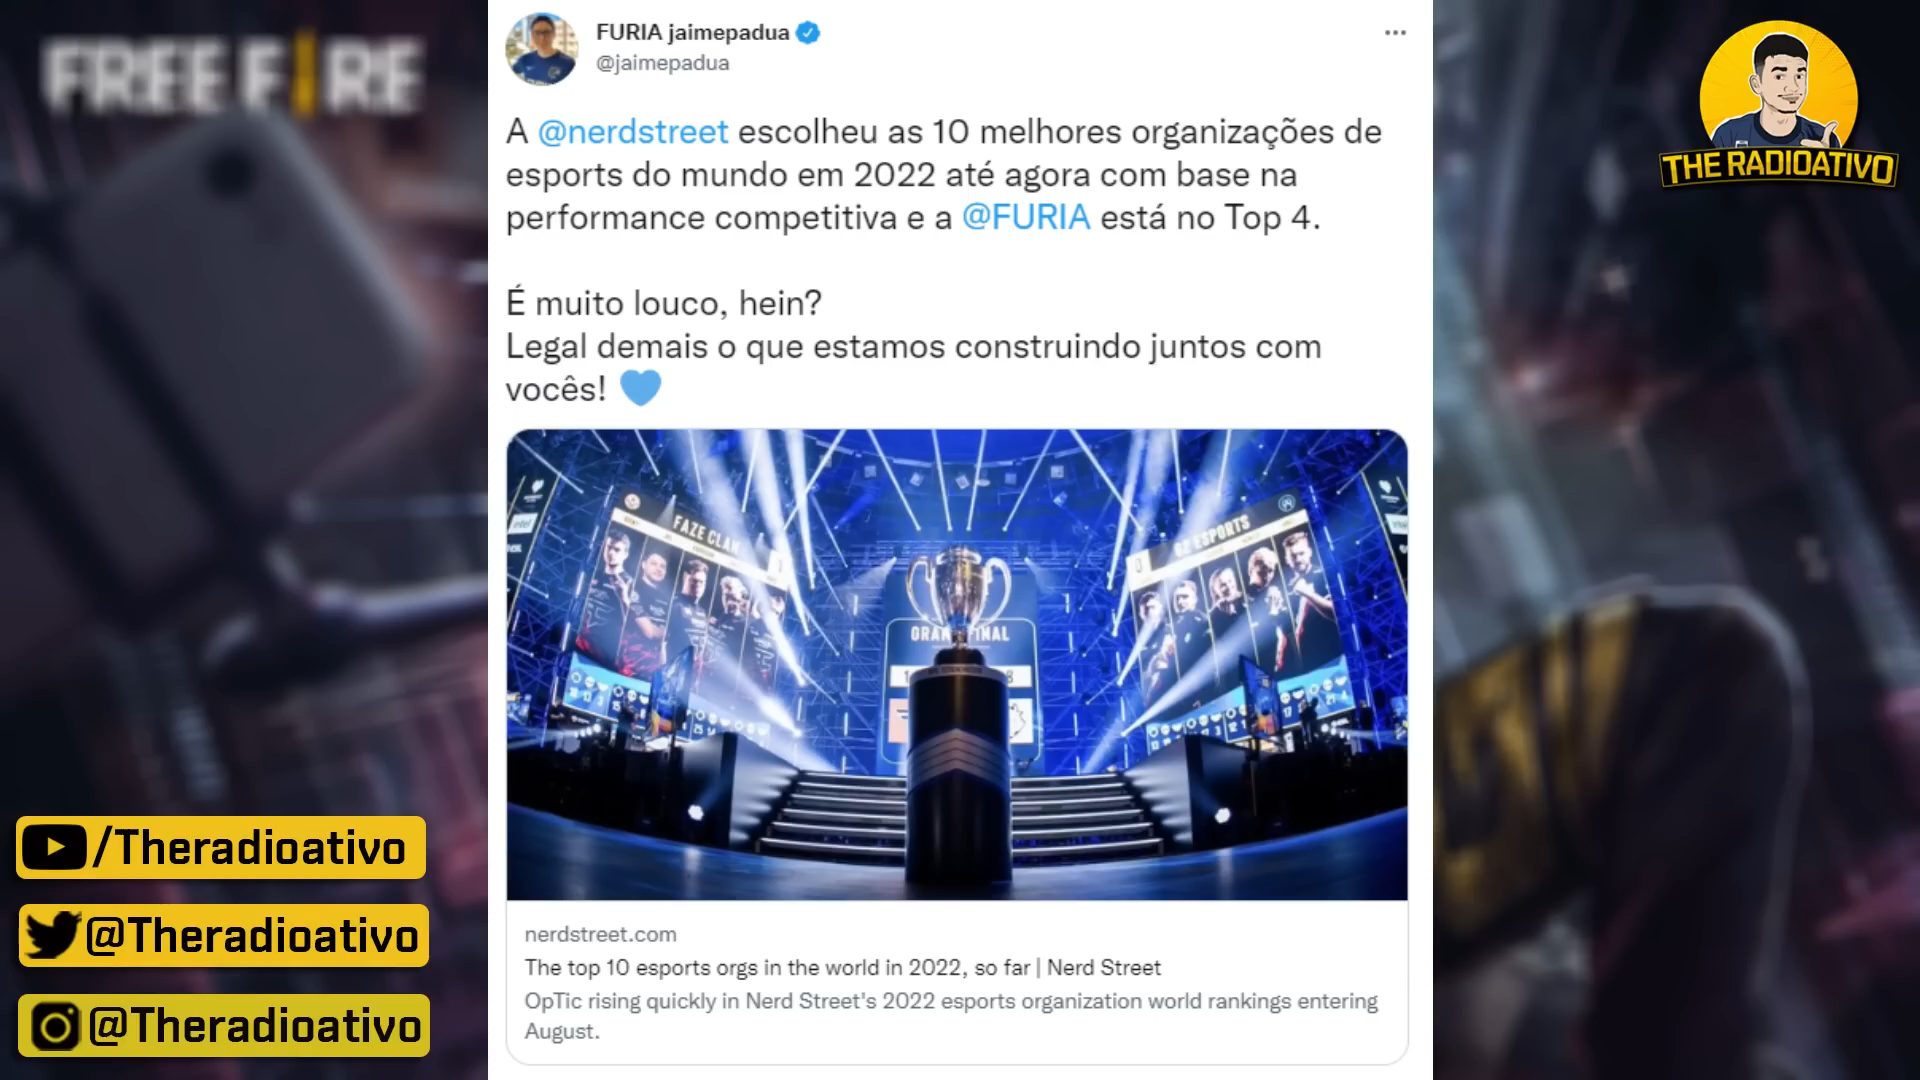 FREE FIRE
FURIA jaimepadua
@jaimepadua
A @nerdstreet escolheu as 10 melhores organizações de
esports do mundo em 2022 até agora com base na
performance competitiva e a @FURIA está no Top 4.
É muito louco, hein?
Legal demais o que estamos construindo juntos com
vocês!
FAZE CLAN
G2 ESPORTS
GRAND FINAL
intel
nerdstreet.com
The top 10 esports orgs in the world in 2022, so far | Nerd Street
OpTic rising quickly in Nerd Street's 2022 esports organization world rankings entering
August.
THE RADIOATIVO
/Theradioativo
@Theradioativo
@Theradioativo